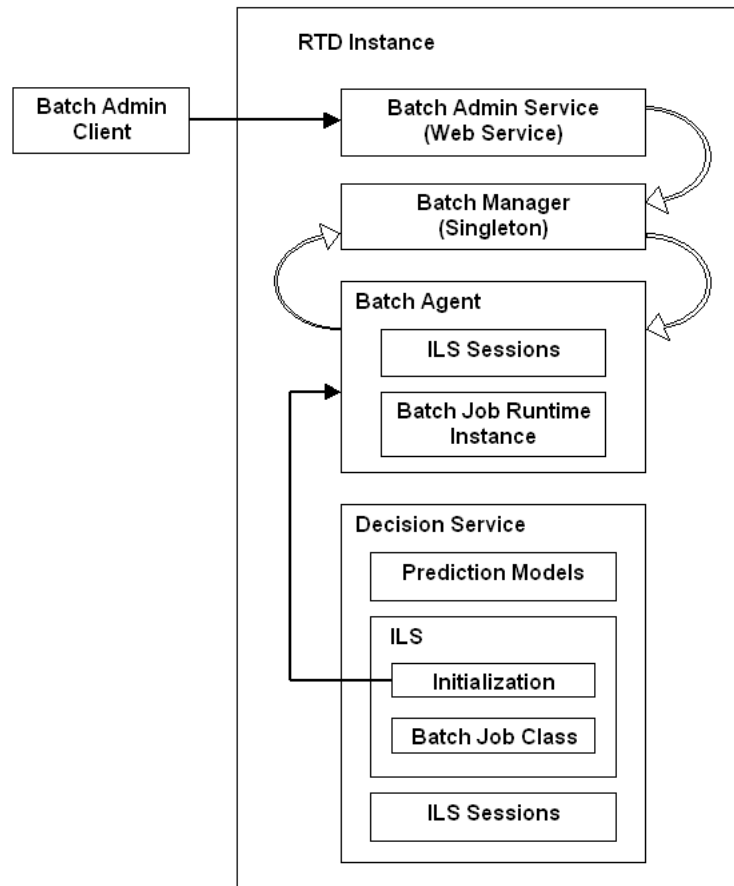 RTD Instance
Batch Admin
Client
Batch Admin Service
(Web Service)
Batch Manager
(Singleton)
Batch Agent
ILS Sessions
Batch Job Runtime
Instance
Decision Service
Prediction Models
ILS
Initialization
Batch Job Class
ILS Sessions